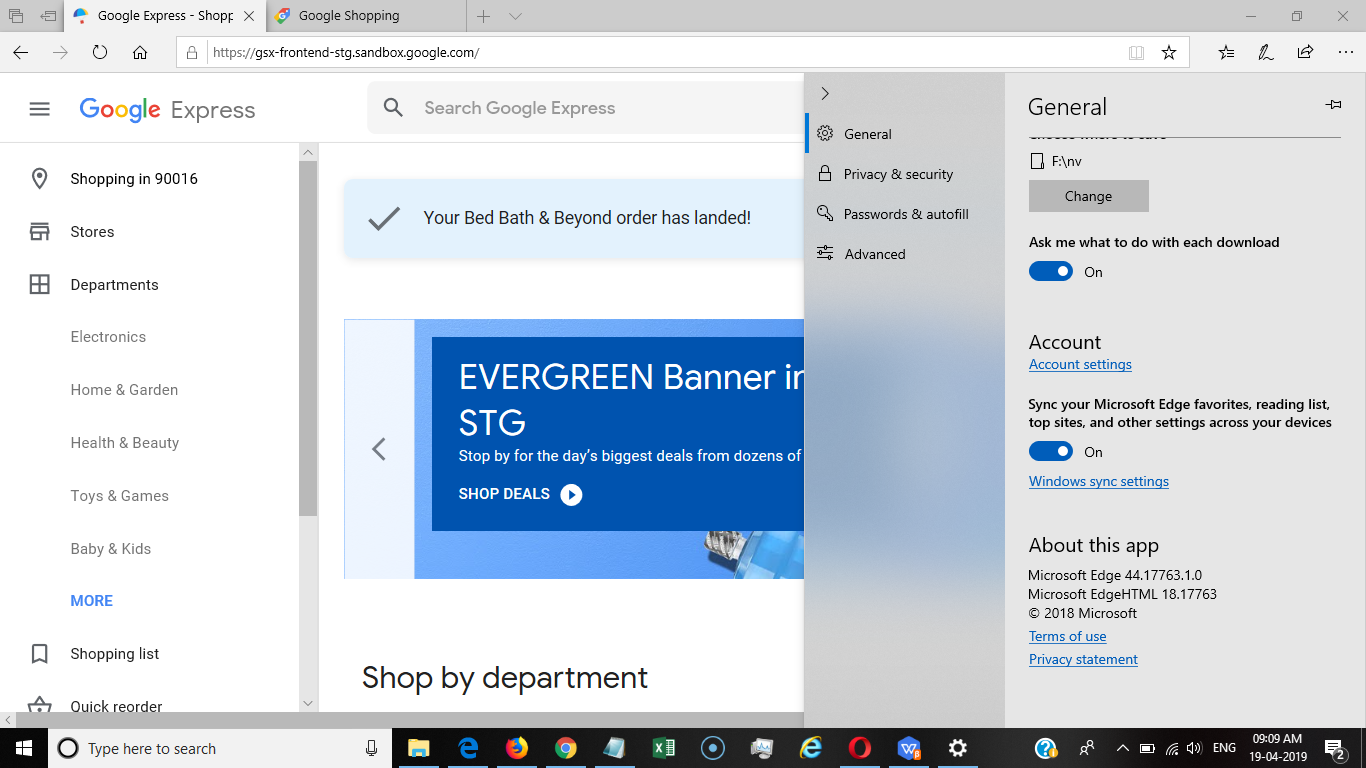 Google Express - Shopp
Google Shopping
https://gsx-frontend-stg.sandbox.google.com/
Google Express
Search Google Express
Shopping in 90016
Stores
Departments
Electronics
Home & Garden
Health & Beauty
Toys & Games
Baby & Kids
MORE
Shopping list
Quick reorder
Your Bed Bath & Beyond order has landed!
EVERGREEN Banner in
STG
Stop by for the day's biggest deals from dozens of
SHOP DEALS
Shop by department
General
Privacy & security
Passwords & autofill
Advanced
General
Choose where to save
F:\nv
Change
Ask me what to do with each download
On
Account
Account settings
Sync your Microsoft Edge favorites, reading list,
top sites, and other settings across your devices
On
Windows sync settings
About this app
Microsoft Edge 44.17763.1.0
Microsoft EdgeHTML 18.17763
© 2018 Microsoft
Terms of use
Privacy statement
Type here to search
ENG
09:09 AM
19-04-2019
2